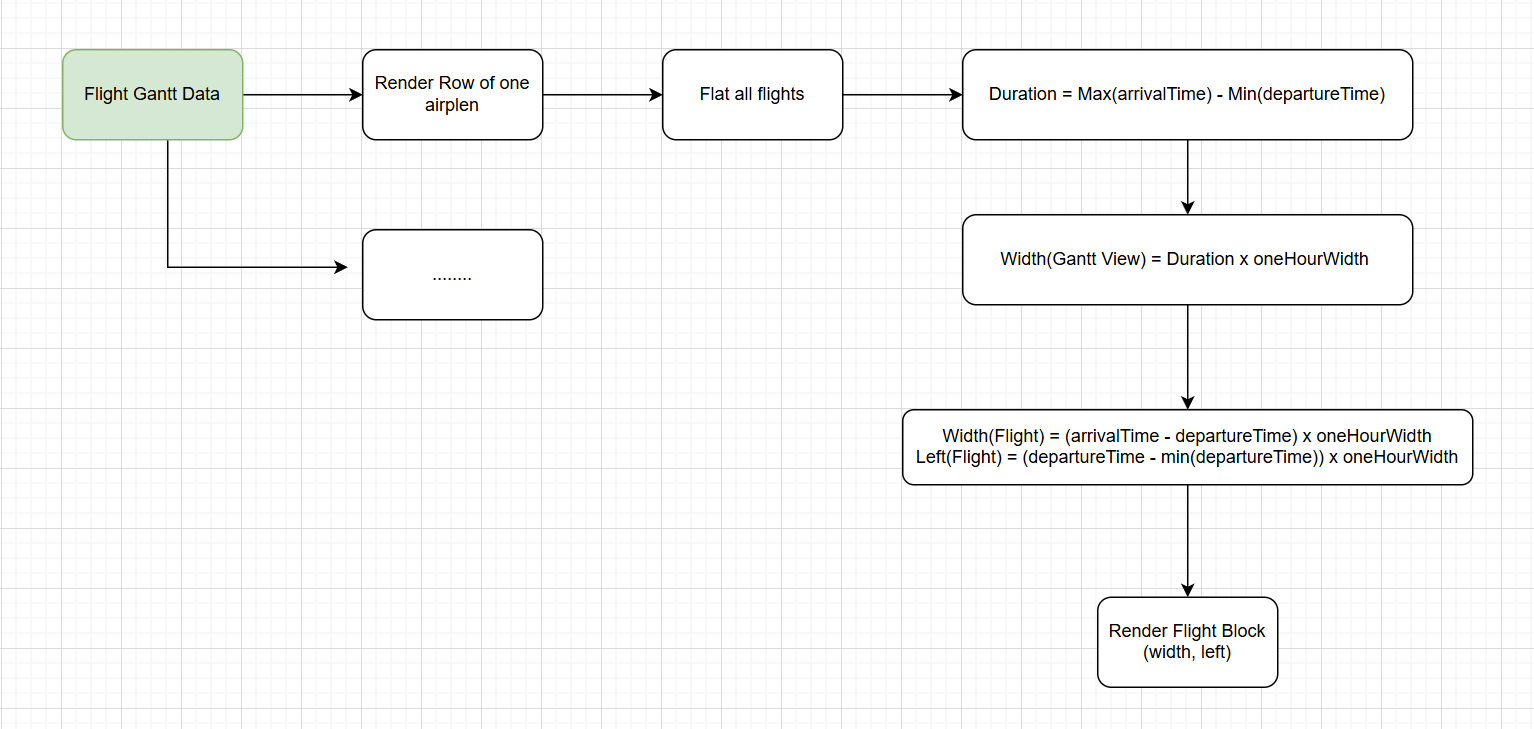 Flight Gantt Data
Render Row of one
airplen
Flat all flights
Duration = Max(arrivalTime) - Min(departureTime)
........
Width(Gantt View) = Duration x oneHourWidth
Width(Flight) = (arrivalTime - departureTime) x oneHourWidth
Left(Flight) = (departureTime - min(departureTime)) x oneHourWidth
Render Flight Block
(width, left)